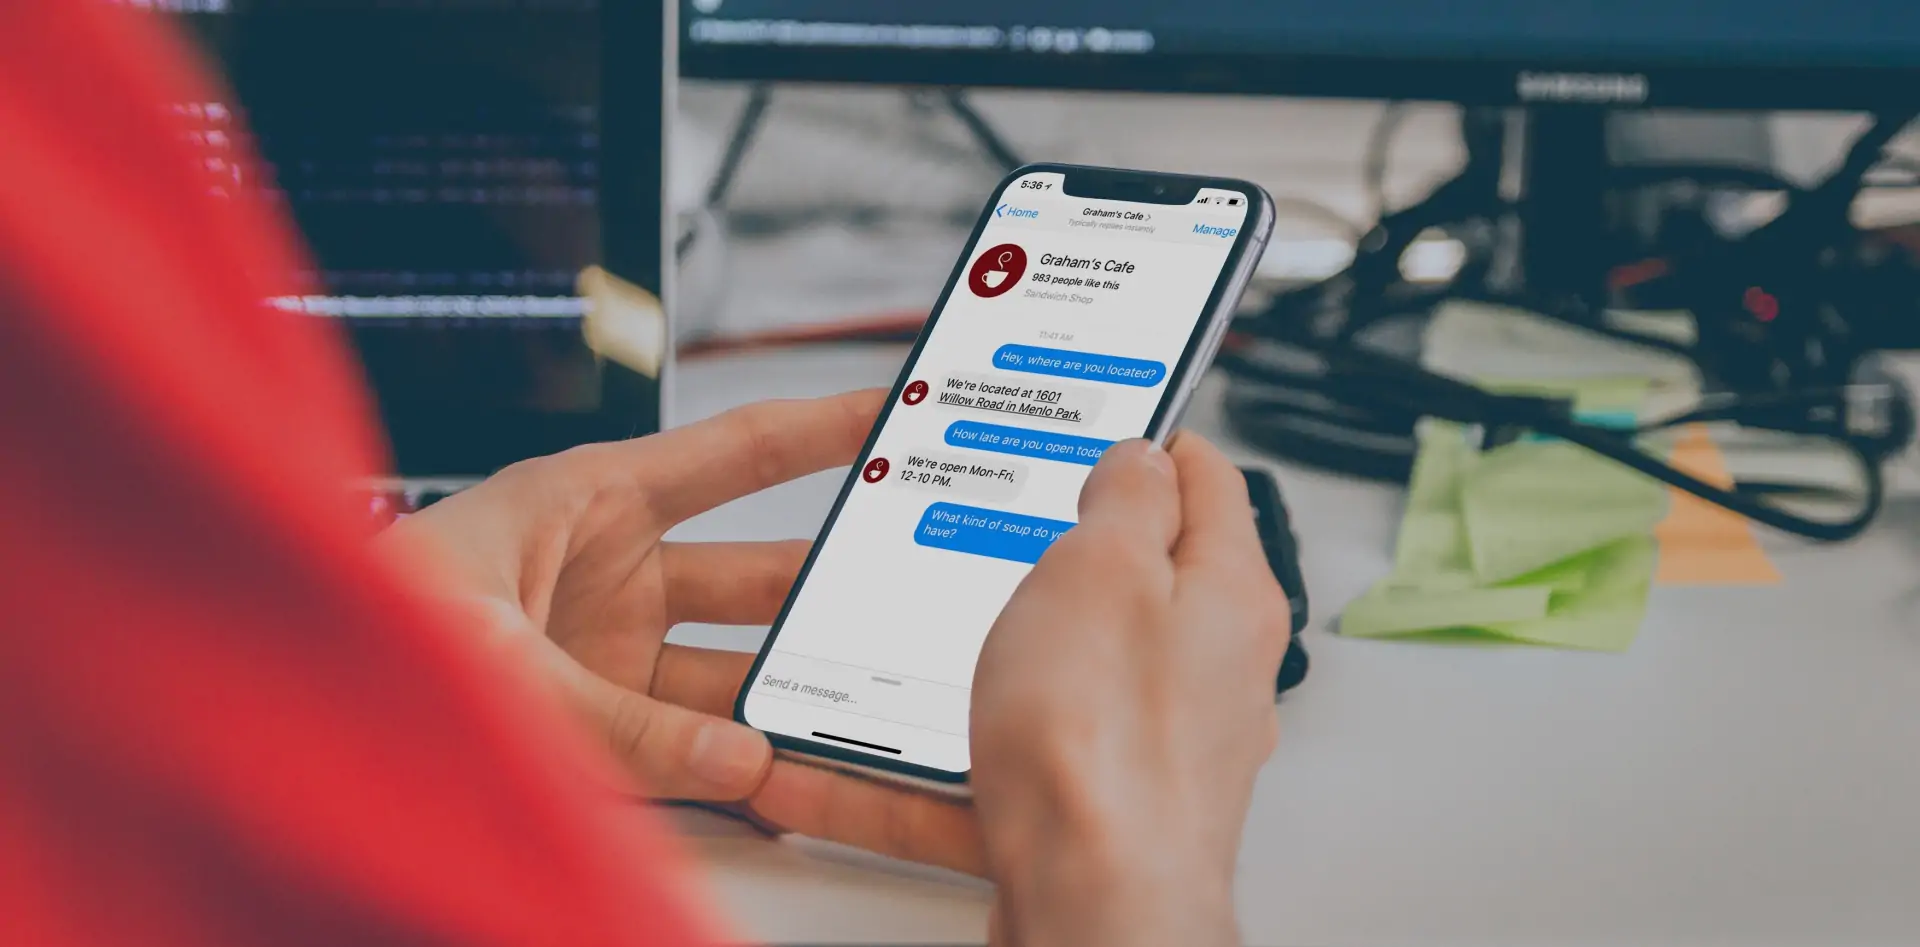 SAMSUNG
5:36
Home
Graham's Cafe
Typically replies instantly
Manage
Graham's Cafe
983 people like this
Sandwich Shop
11:43 AM
Hey, where are you located?
We're located at 1601
Willow Road in Menlo Park.
How late are you open toda
We're open Mon-Fri,
12-10 PM.
What kind of soup do yo
have?
Send a message...